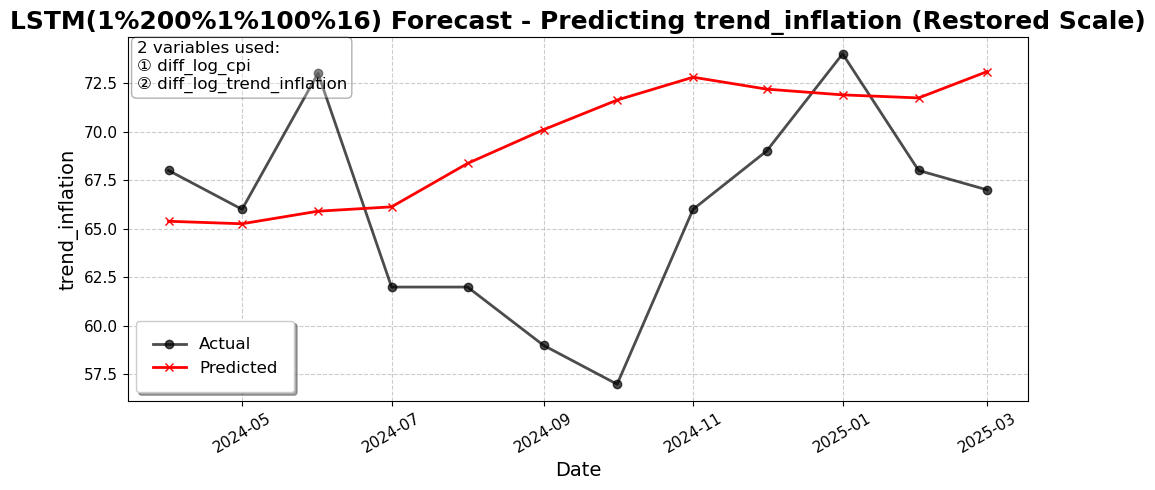 LSTM(1%200%1%100%16) Forecast - Predicting trend_inflation (Restored Scale)
2 variables used:
① diff_log_cpi
② diff_log_trend_inflation
72.5
70.0
67.5
65.0
62.5
60.0
57.5
trend_inflation
Actual
Predicted
2024-05
2024-07
2024-09
2024-11
2025-01
2025-03
Date